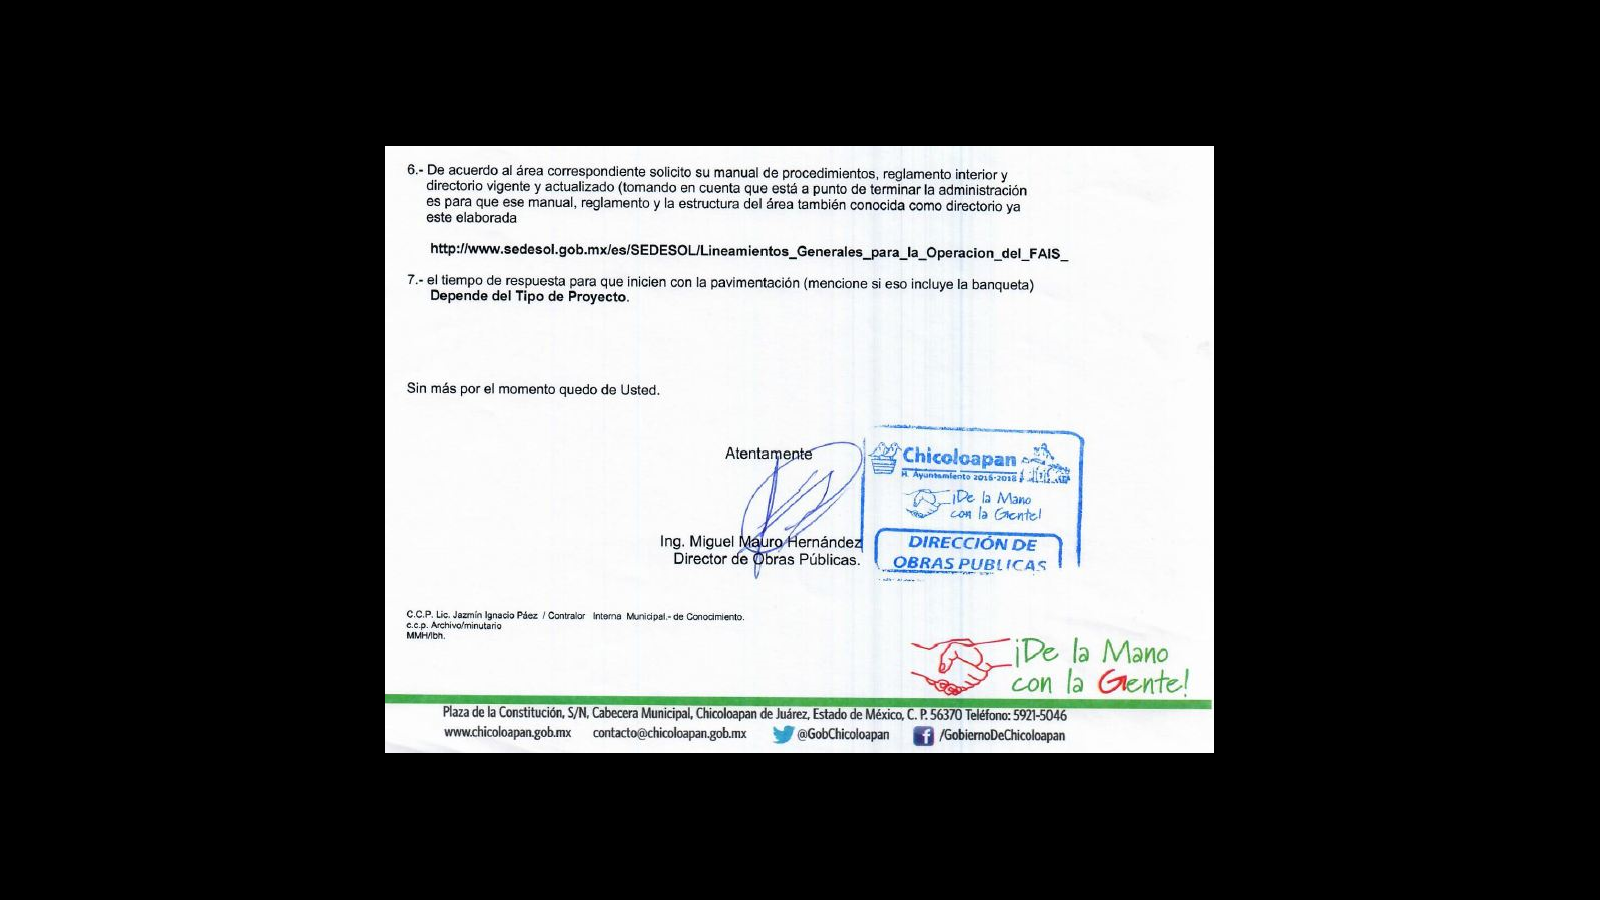 6.- De acuerdo al área correspondiente solicito su manual de procedimientos, reglamento interior y
directorio vigente y actualizado (tomando en cuenta que está a punto de terminar la administración
es para que ese manual, reglamento y la estructura del área también conocida como directorio ya
este elaborada
http://www.sedesol.gob.mx/es/SEDESOL/Lineamientos_Generales_para_la_Operacion_del_FAIS_
7.- el tiempo de respuesta para que inicien con la pavimentación (mencione si eso incluye la banqueta)
Depende del Tipo de Proyecto.
Sin más por el momento quedo de Usted.
Atentamente
Chicoloapan
H. Ayuntamiento 2016-2018
¡De la Mano
con la Gente!
Ing. Miguel Mauro Hernández
Director de Obras Públicas.
DIRECCIÓN DE
OBRAS PUBLICAS
C.C.P. Lic. Jazmín Ignacio Páez / Contralor Interna Municipal.- de Conocimiento.
c.c.p. Archivo/minutario
MMH/lbh.
¡De la Mano
con la Gente!
Plaza de la Constitución, S/N, Cabecera Municipal, Chicoloapan de Juárez, Estado de México, C. P. 56370 Teléfono: 5921-5046
www.chicoloapan.gob.mx contacto@chicoloapan.gob.mx @GobChicoloapan /GobiernoDeChicoloapan